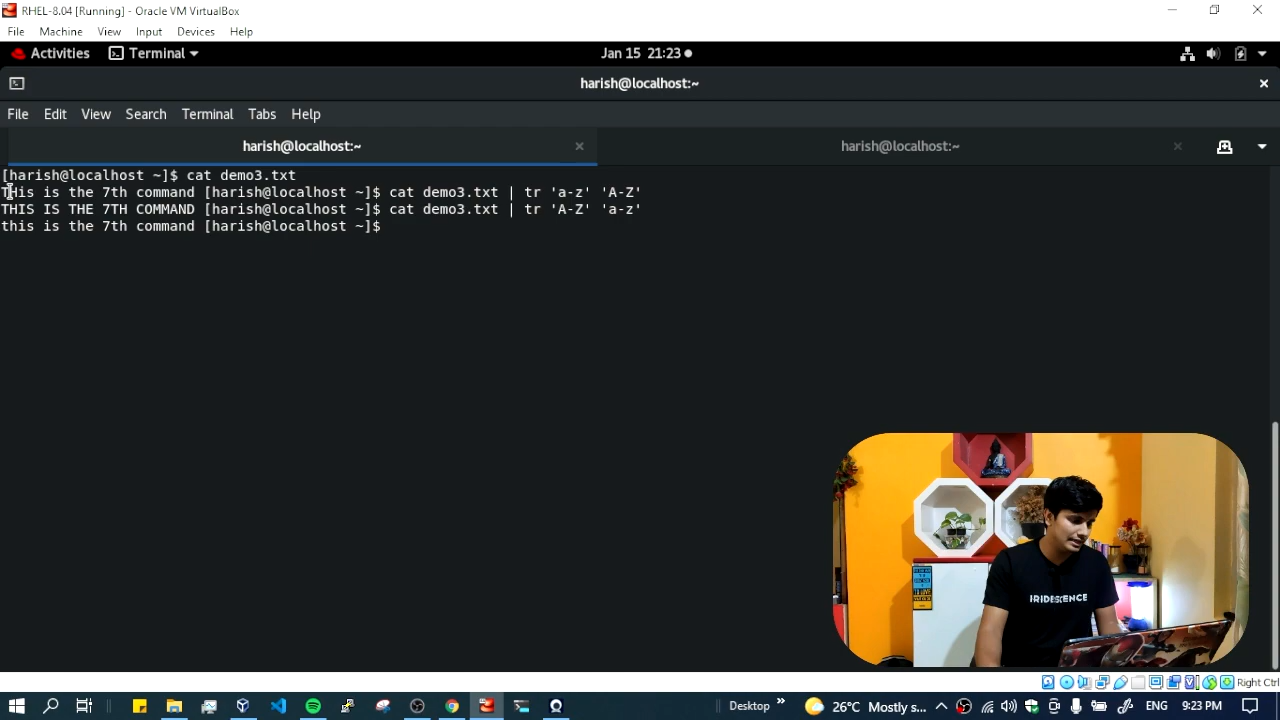 RHEL-8.04 [Running] - Oracle VM VirtualBox
File Machine View Input Devices Help
Activities Terminal Jan 15 21:23
harish@localhost:~
File Edit View Search Terminal Tabs Help
harish@localhost:~ harish@localhost:~
[harish@localhost ~]$ cat demo3.txt
THis is the 7th command [harish@localhost ~]$ cat demo3.txt | tr 'a-z' 'A-Z'
THIS IS THE 7TH COMMAND [harish@localhost ~]$ cat demo3.txt | tr 'A-Z' 'a-z'
this is the 7th command [harish@localhost ~]$
IRIDESCENCE
Right Ctrl
Desktop 26°C Mostly s... ENG 9:23 PM